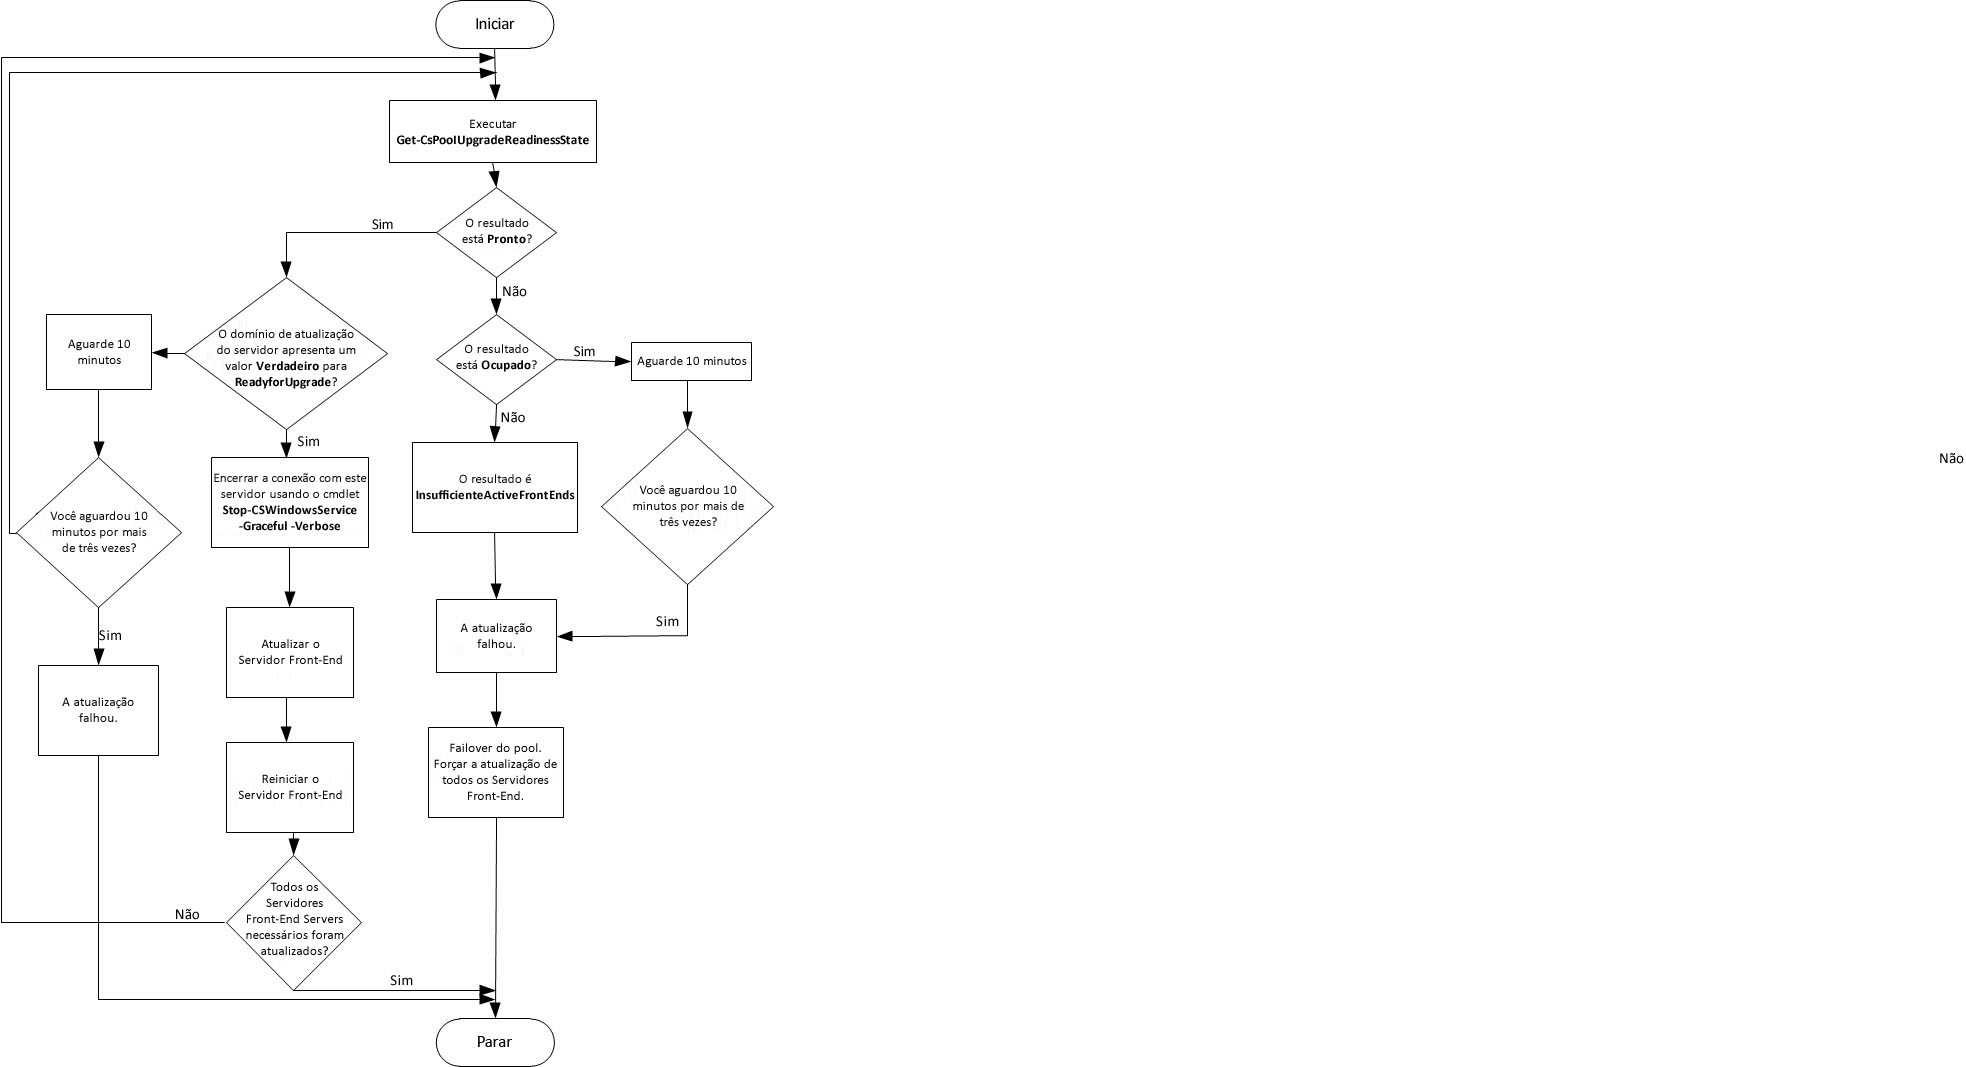 Iniciar
Executar
Get-CsPoolUpgradeReadinessState
O resultado
está Pronto?
Sim
Não
O domínio de atualização
do servidor apresenta um
valor Verdadeiro para
ReadyforUpgrade?
Aguarde 10
minutos
O resultado
está Ocupado?
Sim
Aguarde 10 minutos
Não
Sim
Não
Encerrar a conexão com este
servidor usando o cmdlet
Stop-CSWindowsService
-Graceful -Verbose
O resultado é
InsufficienteActiveFrontEnds
Você aguardou 10
minutos por mais de
três vezes?
Você aguardou 10
minutos por mais
de três vezes?
Sim
Sim
Atualizar o
Servidor Front-End
A atualização
falhou.
A atualização
falhou.
Reiniciar o
Servidor Front-End
Failover do pool.
Forçar a atualização de
todos os Servidores
Front-End.
Todos os
Servidores
Front-End Servers
necessários foram
atualizados?
Não
Sim
Parar